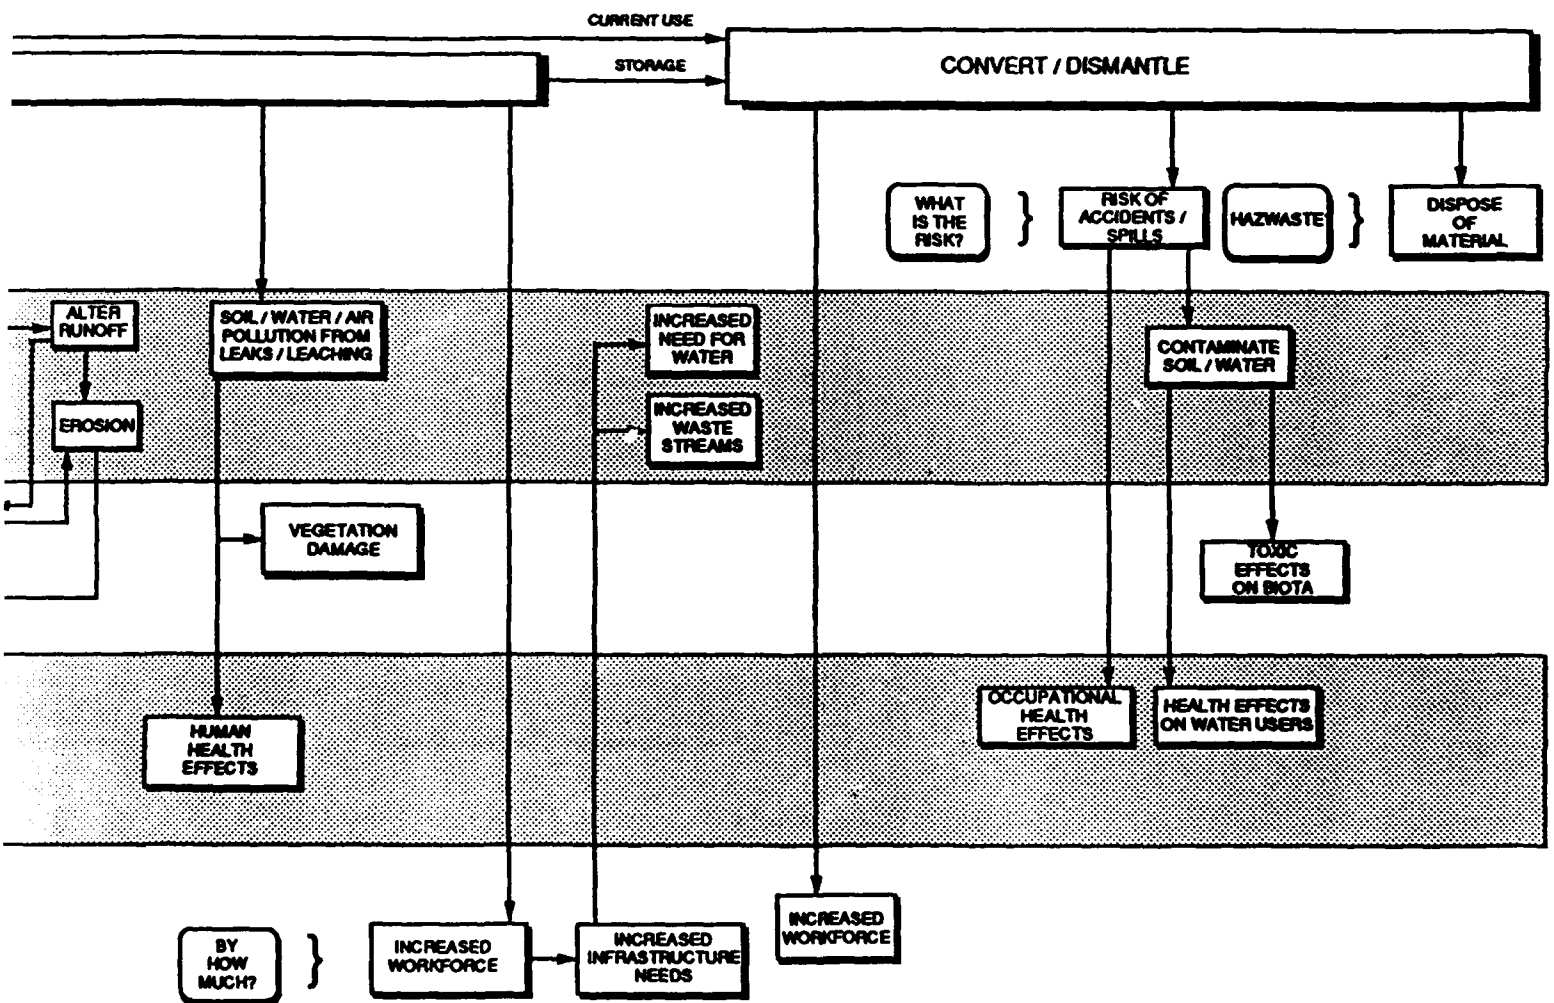 CURRENT USE
STORAGE
CONVERT / DISMANTLE
WHAT
IS THE
RISK?
}
RISK OF
ACCIDENTS /
SPILLS
HAZWASTE
}
DISPOSE
OF
MATERIAL
ALTER
RUNOFF
SOIL / WATER / AIR
POLLUTION FROM
LEAKS / LEACHING
INCREASED
NEED FOR
WATER
CONTAMINATE
SOIL / WATER
EROSION
INCREASED
WASTE
STREAMS
VEGETATION
DAMAGE
TOXIC
EFFECTS
ON BIOTA
HUMAN
HEALTH
EFFECTS
OCCUPATIONAL
HEALTH
EFFECTS
HEALTH EFFECTS
ON WATER USERS
BY
HOW
MUCH?
}
INCREASED
WORKFORCE
INCREASED
INFRASTRUCTURE
NEEDS
INCREASED
WORKFORCE